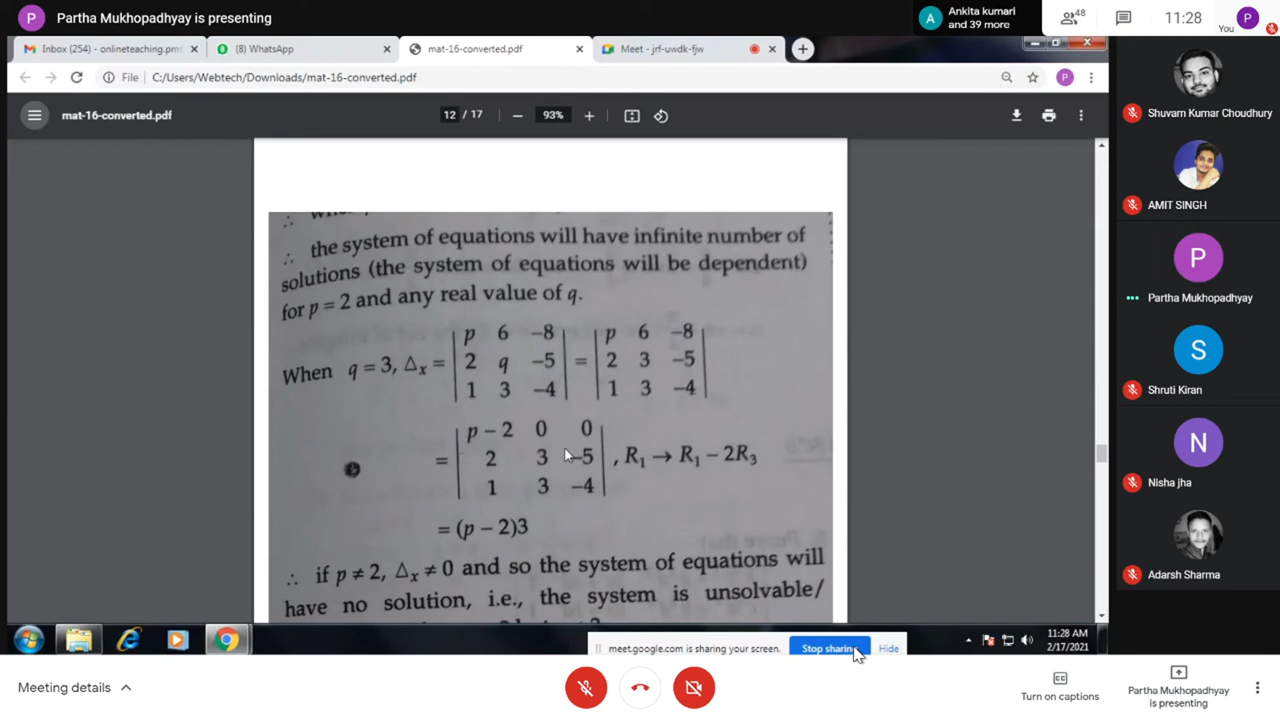 Partha Mukhopadhyay is presenting
Ankita kumari
and 39 more
48
11:28
You
Inbox (254) - onlineteaching.pm
(8) WhatsApp
mat-16-converted.pdf
Meet - jrf-uwdk-fjw
File
C:/Users/Webtech/Downloads/mat-16-converted.pdf
mat-16-converted.pdf
12 / 17
93%
∴ the system of equations will have infinite number of
solutions (the system of equations will be dependent)
for p = 2 and any real value of q.
When q = 3, Δx = | p 6 –8 | = | p 6 –8 |
| 2 q –5 | | 2 3 –5 |
| 1 3 –4 | | 1 3 –4 |
= | p – 2 0 0 |
| 2 3 –5 | , R1 → R1 – 2R3
| 1 3 –4 |
= (p – 2)3
∴ if p ≠ 2, Δx ≠ 0 and so the system of equations will
have no solution, i.e., the system is unsolvable/
Shuvam Kumar Choudhury
AMIT SINGH
P
Partha Mukhopadhyay
S
Shruti Kiran
N
Nisha jha
Adarsh Sharma
11:28 AM
2/17/2021
meet.google.com is sharing your screen.
Stop sharing
Hide
Meeting details
Turn on captions
Partha Mukhopadhyay
is presenting